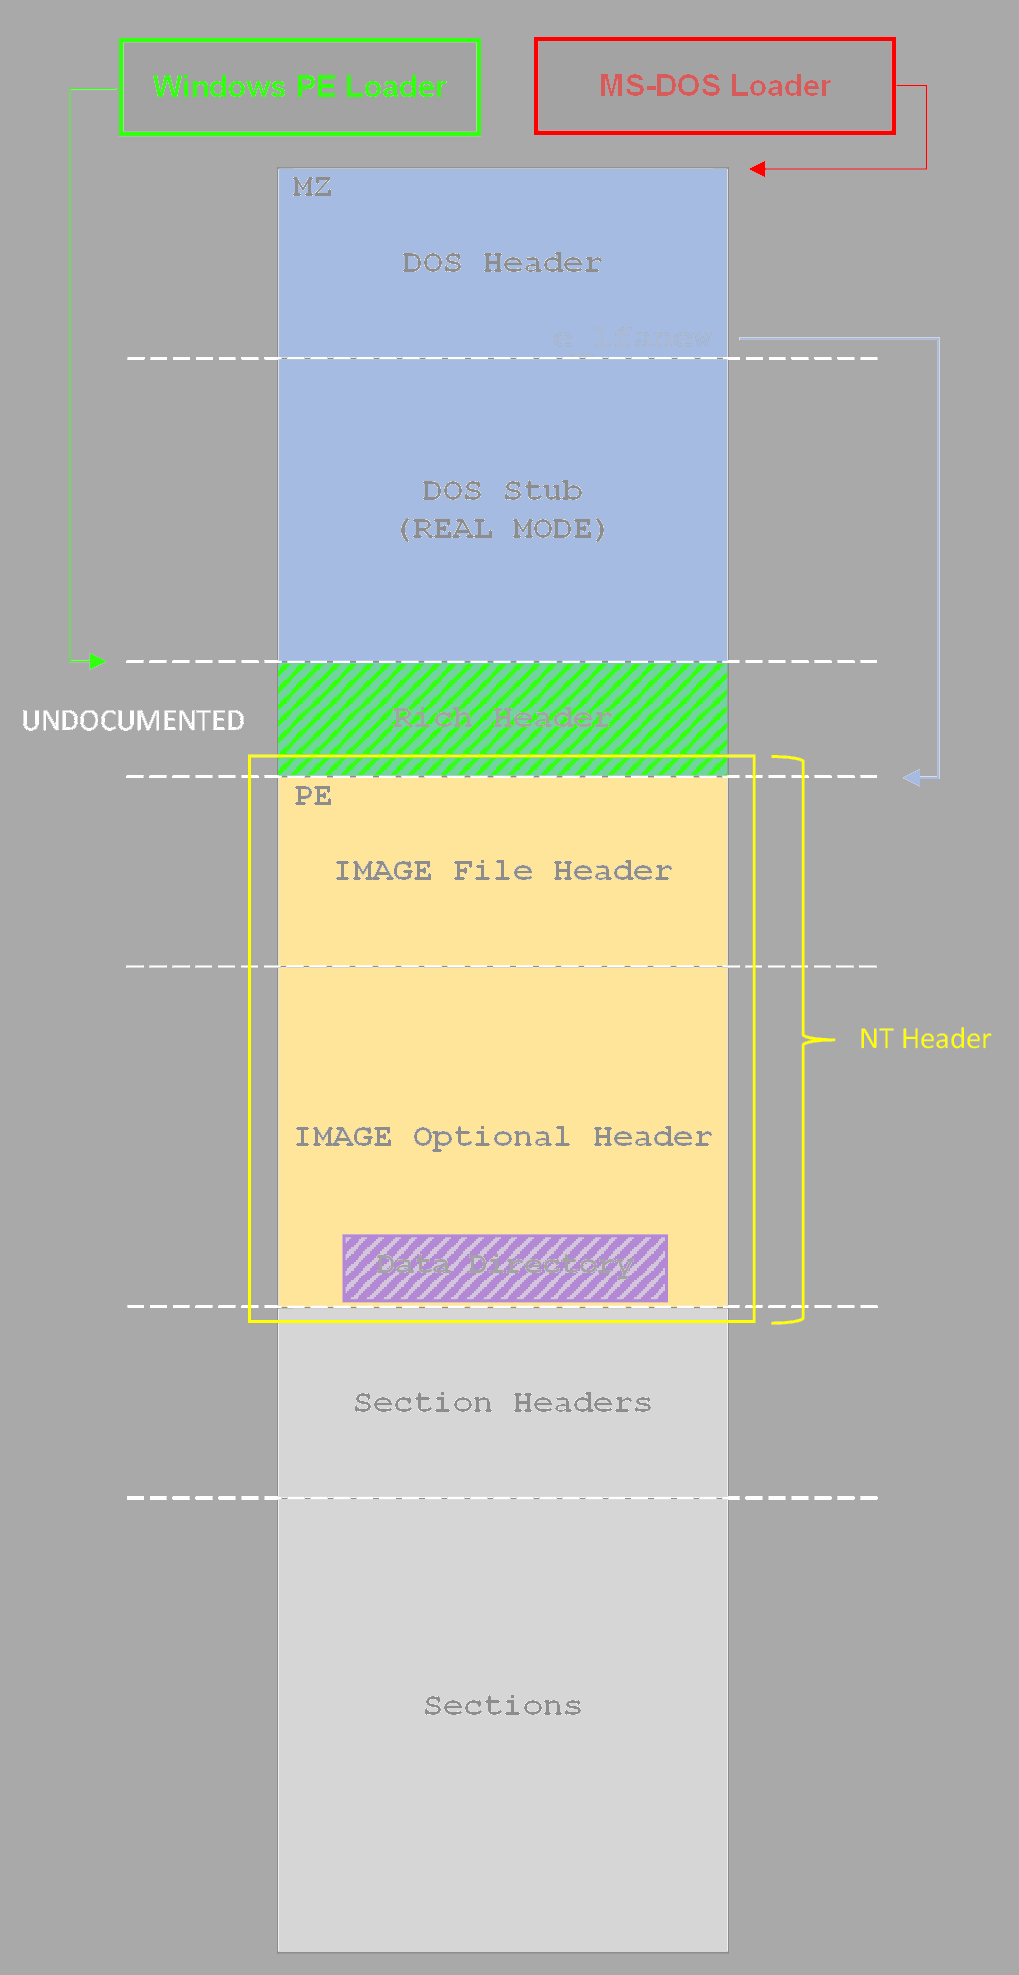 Windows PE Loader
MS-DOS Loader
MZ
DOS Header
DOS Stub
(REAL MODE)
UNDOCUMENTED
Rich Header
PE
IMAGE File Header
NT Header
IMAGE Optional Header
Data Directory
Section Headers
Sections